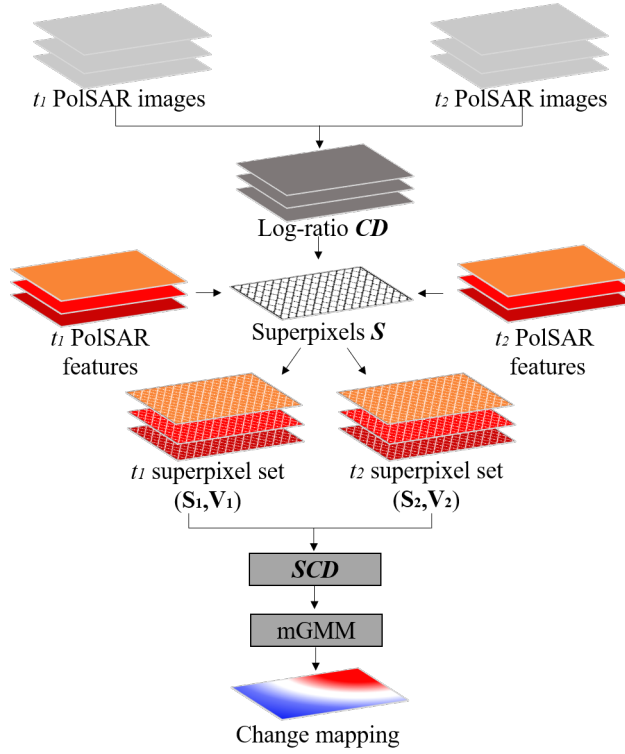 t1 PolSAR images
t2 PolSAR images
Log-ratio CD
t1 PolSAR
features
Superpixels S
t2 PolSAR
features
t1 superpixel set
(S1,V1)
t2 superpixel set
(S2,V2)
SCD
mGMM
Change mapping